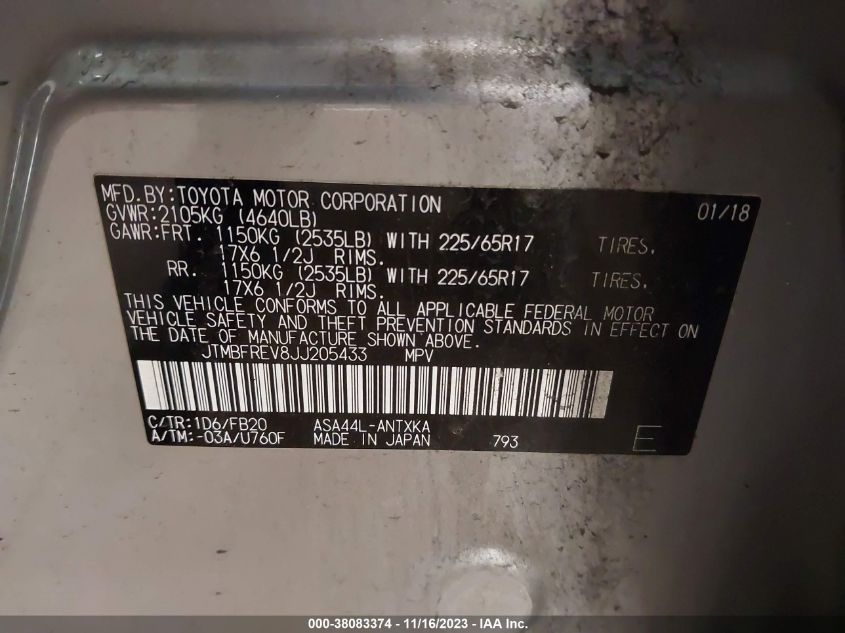 MFD.BY:TOYOTA MOTOR CORPORATION 01/18
GVWR:2105KG (4640LB)
GAWR:FRT. 1150KG (2535LB) WITH 225/65R17 TIRES.
17X6 1/2J RIMS.
RR. 1150KG (2535LB) WITH 225/65R17 TIRES.
17X6 1/2J RIMS.
THIS VEHICLE CONFORMS TO ALL APPLICABLE FEDERAL MOTOR
VEHICLE SAFETY AND THEFT PREVENTION STANDARDS IN EFFECT ON
THE DATE OF MANUFACTURE SHOWN ABOVE.
JTMBFREV8JJ205433 MPV
C/TR:1D6/FB20 ASA44L-ANTXKA
A/TM:-03A/U760F MADE IN JAPAN 793 E
000-38083374 - 11/16/2023 - IAA Inc.